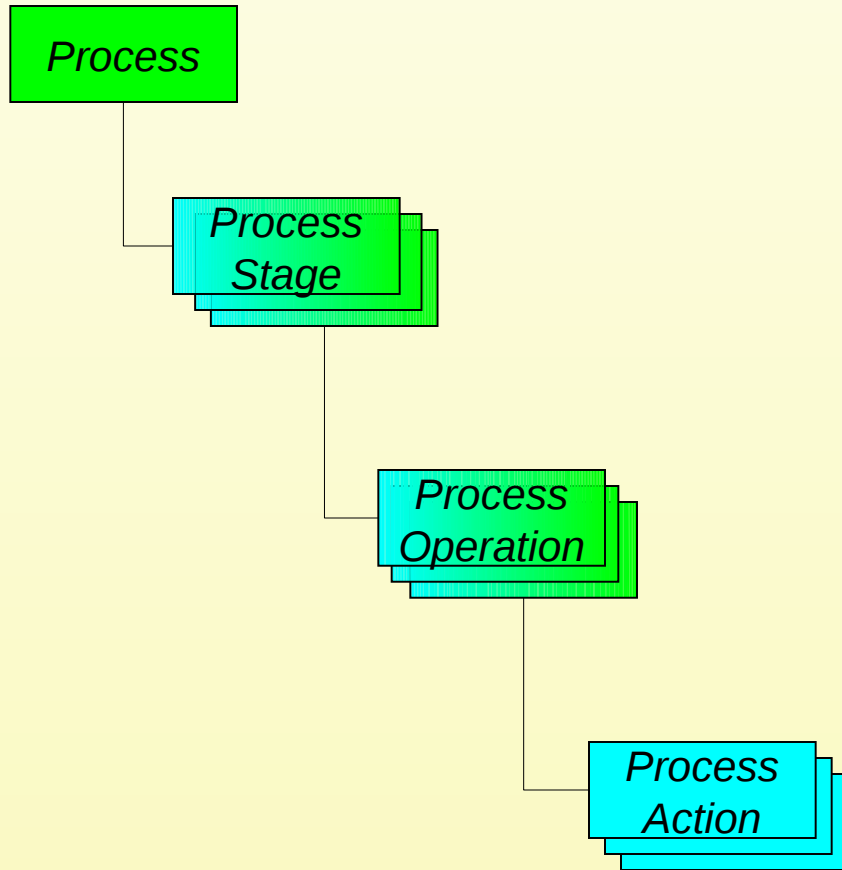 Process
Process
Stage
Process
Operation
Process
Action